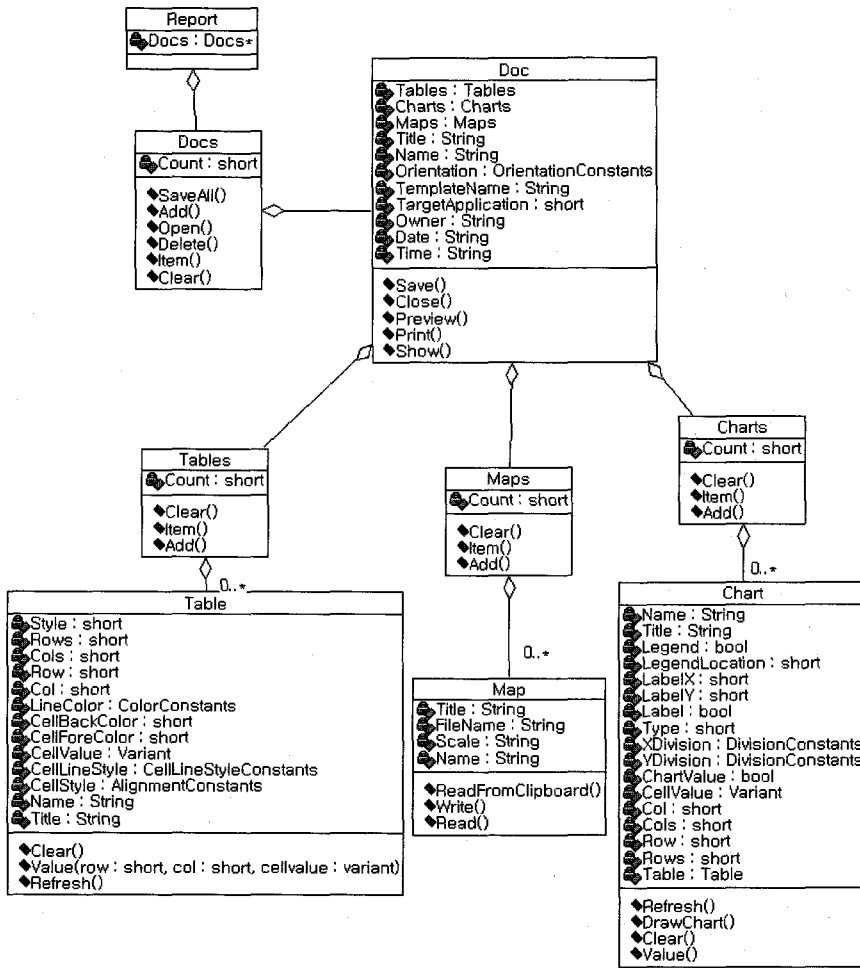 Report
Docs : Docs*
Docs
Count : short
SaveAll()
Add()
Open()
Delete()
Item()
Clear()
Doc
Tables : Tables
Charts : Charts
Maps : Maps
Title : String
Name : String
Orientation : OrientationConstants
TemplateName : String
TargetApplication : short
Owner : String
Date : String
Time : String
Save()
Close()
Preview()
Print()
Show()
Tables
Count : short
Clear()
Item()
Add()
0..*
Maps
Count : short
Clear()
Item()
Add()
0..*
Charts
Count : short
Clear()
Item()
Add()
0..*
Table
Style : short
Rows : short
Cols : short
Row : short
Col : short
LineColor : ColorConstants
CellBackColor : short
CellForeColor : short
CellValue : Variant
CellLineStyle : CellLineStyleConstants
CellStyle : AlignmentConstants
Name : String
Title : String
Clear()
Value(row : short, col : short, cellvalue : variant)
Refresh()
Map
Title : String
FileName : String
Scale : String
Name : String
ReadFromClipboard()
Write()
Read()
Chart
Name : String
Title : String
Legend : bool
LegendLocation : short
LabelX : short
LabelY : short
Label : bool
Type : short
XDivision : DivisionConstants
YDivision : DivisionConstants
ChartValue : bool
CellValue : Variant
Col : short
Cols : short
Row : short
Rows : short
Table : Table
Refresh()
DrawChart()
Clear()
Value()